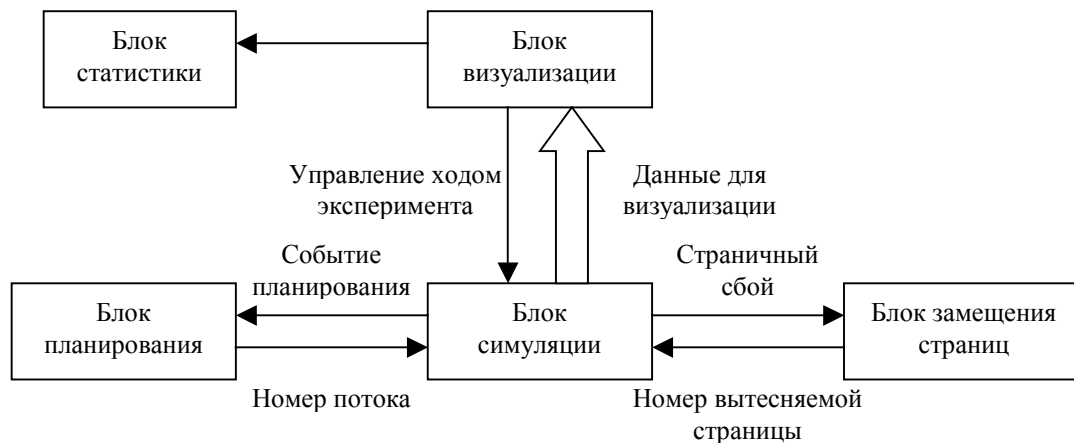 Блок
статистики
Блок
визуализации
Управление ходом
эксперимента
Данные для
визуализации
Событие
планирования
Страничный
сбой
Блок
планирования
Блок
симуляции
Блок замещения
страниц
Номер потока
Номер вытесняемой
страницы